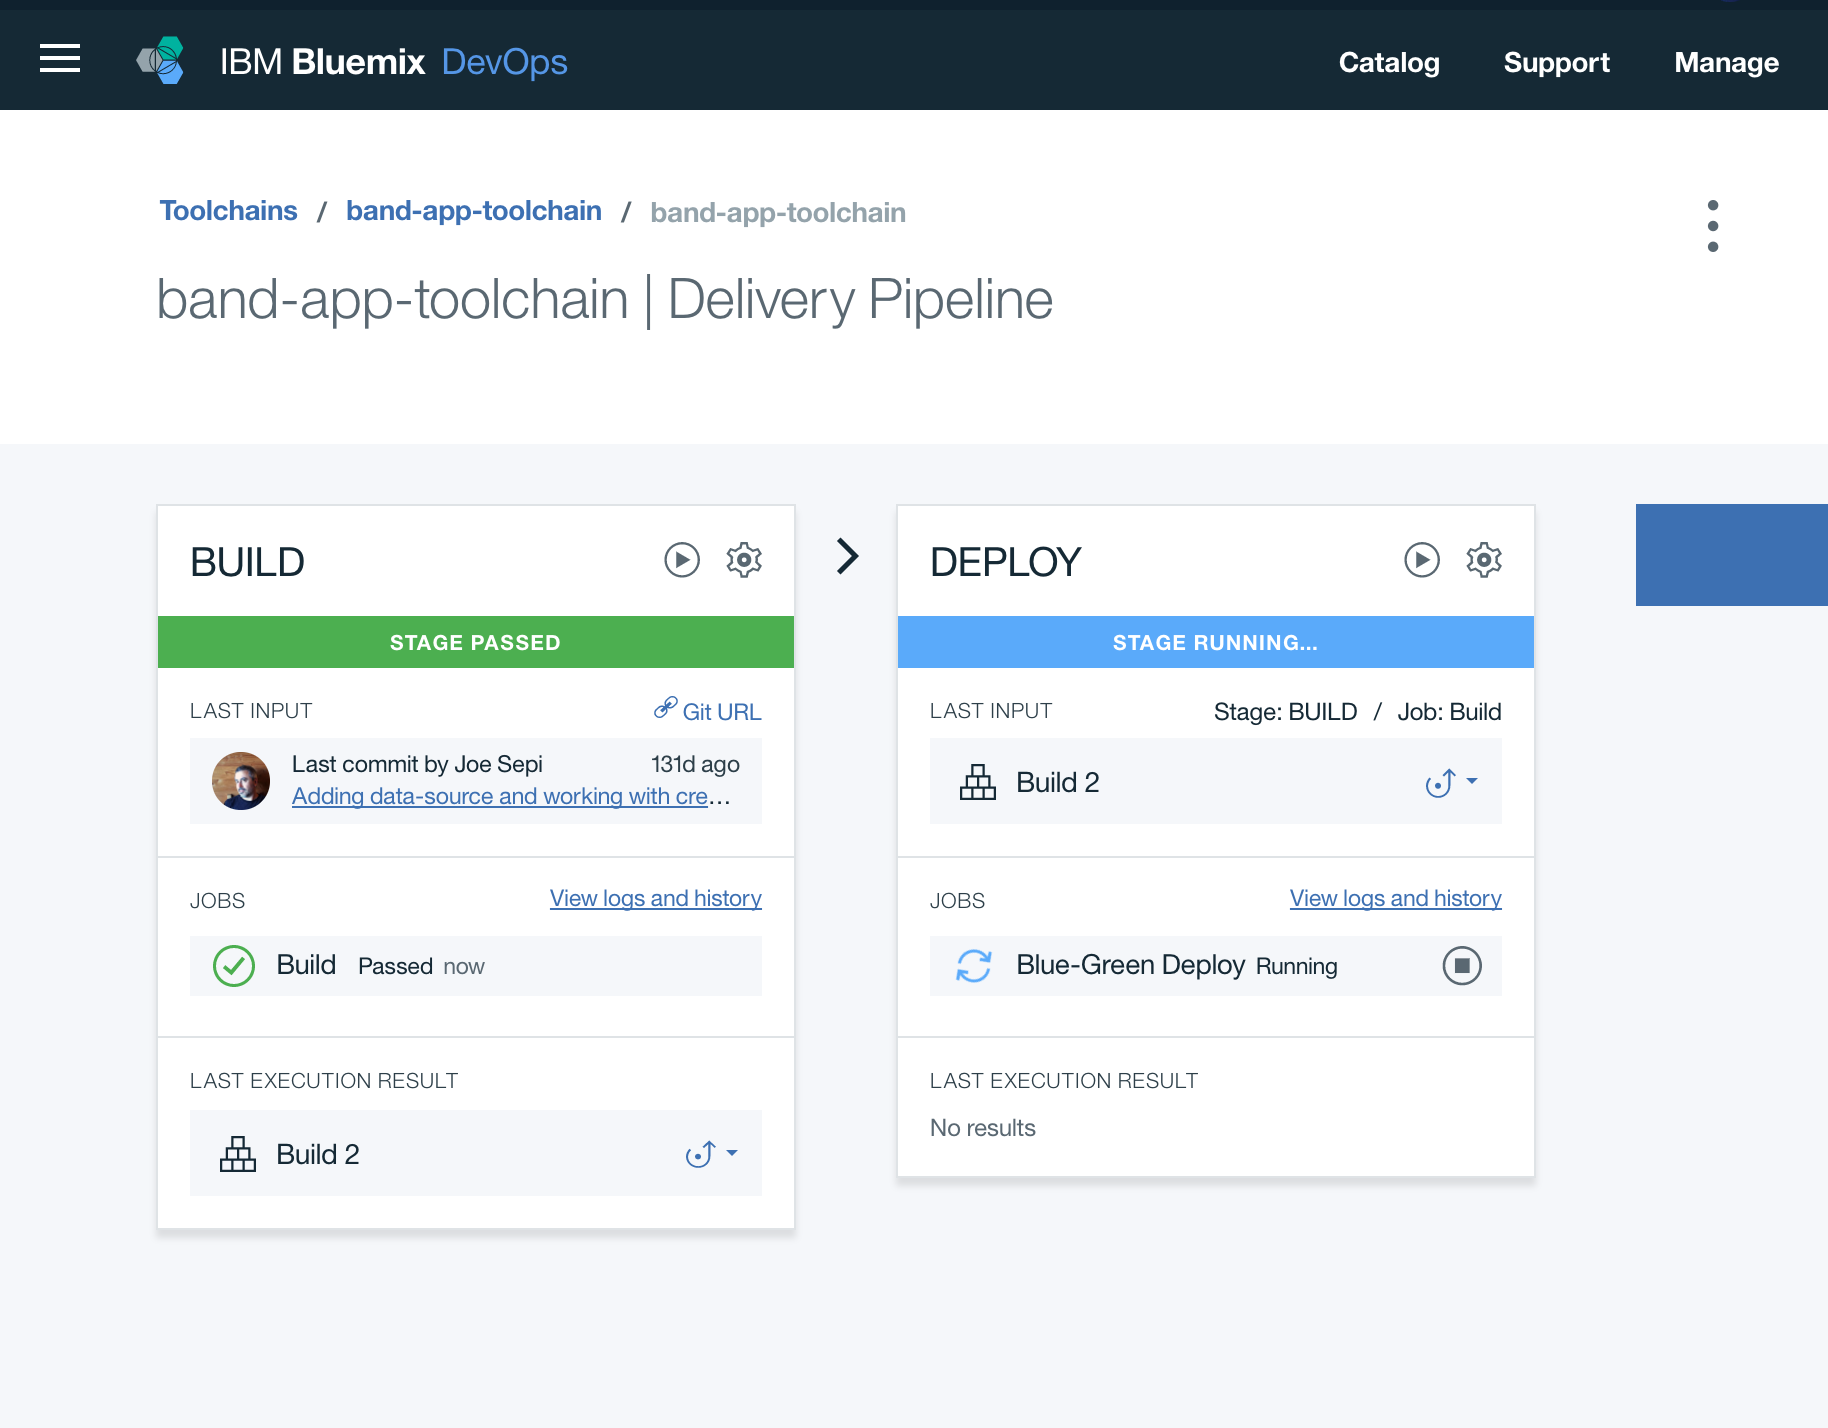 IBM Bluemix DevOps
Catalog Support Manage
Toolchains / band-app-toolchain / band-app-toolchain
band-app-toolchain | Delivery Pipeline
BUILD
STAGE PASSED
LAST INPUT Git URL
Last commit by Joe Sepi 131d ago
Adding data-source and working with cre...
JOBS View logs and history
Build Passed now
LAST EXECUTION RESULT
Build 2
DEPLOY
STAGE RUNNING...
LAST INPUT Stage: BUILD / Job: Build
Build 2
JOBS View logs and history
Blue-Green Deploy Running
LAST EXECUTION RESULT
No results